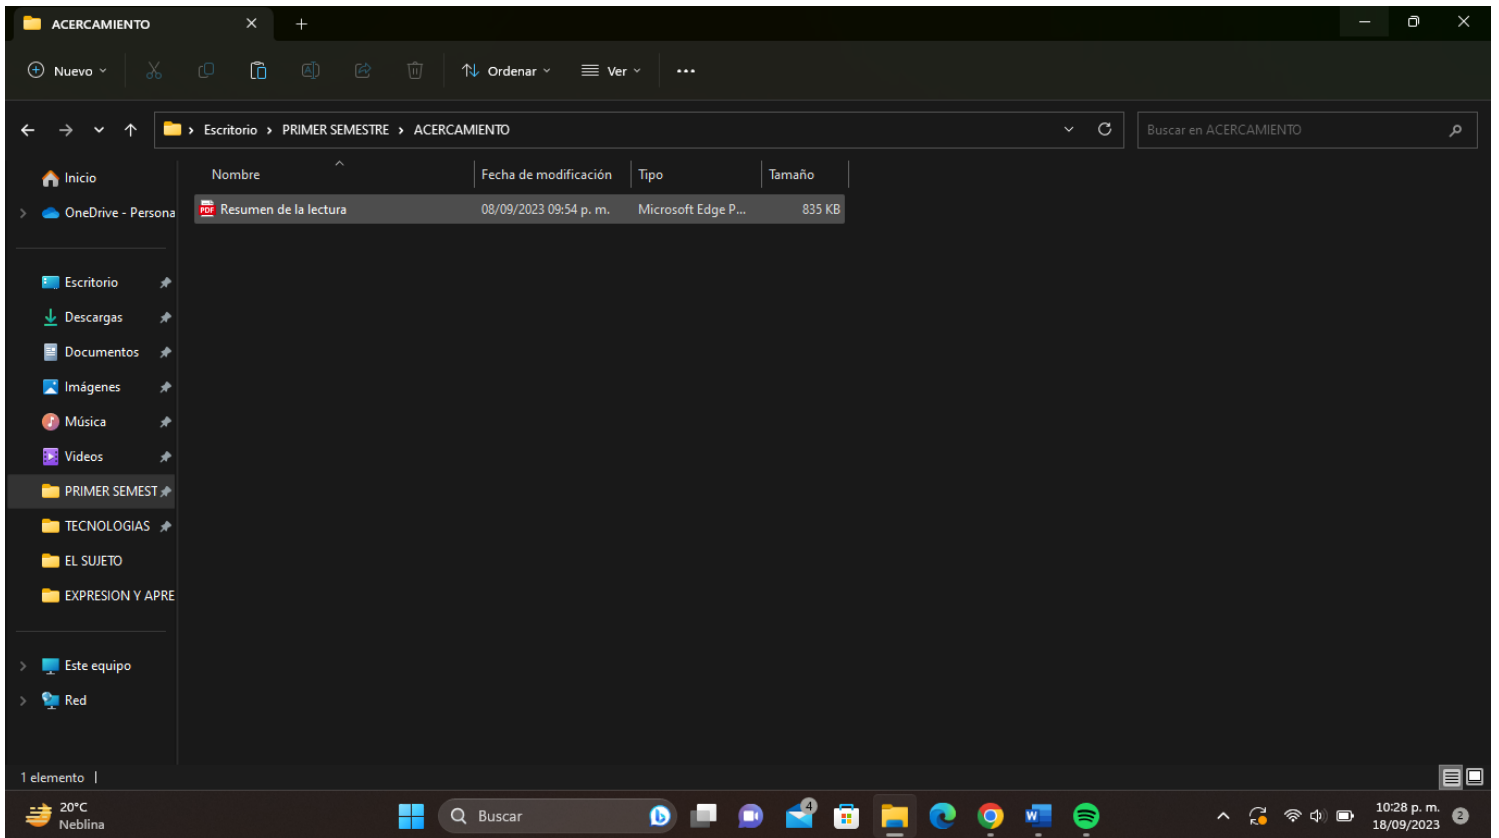 ACERCAMIENTO
Nuevo
Ordenar
Ver
Escritorio > PRIMER SEMESTRE > ACERCAMIENTO
Buscar en ACERCAMIENTO
Nombre Fecha de modificación Tipo Tamaño
PDF Resumen de la lectura 08/09/2023 09:54 p. m. Microsoft Edge P... 835 KB
Inicio
OneDrive - Persona
Escritorio
Descargas
Documentos
Imágenes
Música
Videos
PRIMER SEMEST
TECNOLOGIAS
EL SUJETO
EXPRESION Y APRE
Este equipo
Red
1 elemento
20°C
Neblina
Buscar
4
10:28 p. m.
18/09/2023
2